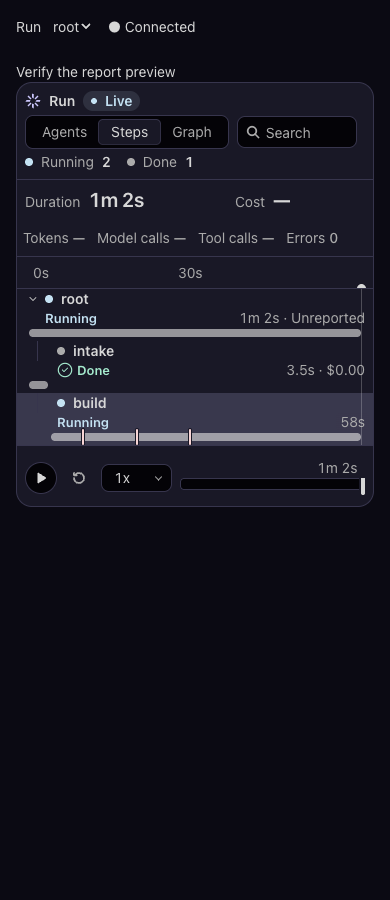 Run root Connected
Verify the report preview
Run Live
Agents Steps Graph Search
Running 2 Done 1
Duration 1m 2s Cost —
Tokens — Model calls — Tool calls — Errors 0
0s 30s
root
Running 1m 2s · Unreported
intake
Done 3.5s · $0.00
build
Running 58s
1m 2s
1x